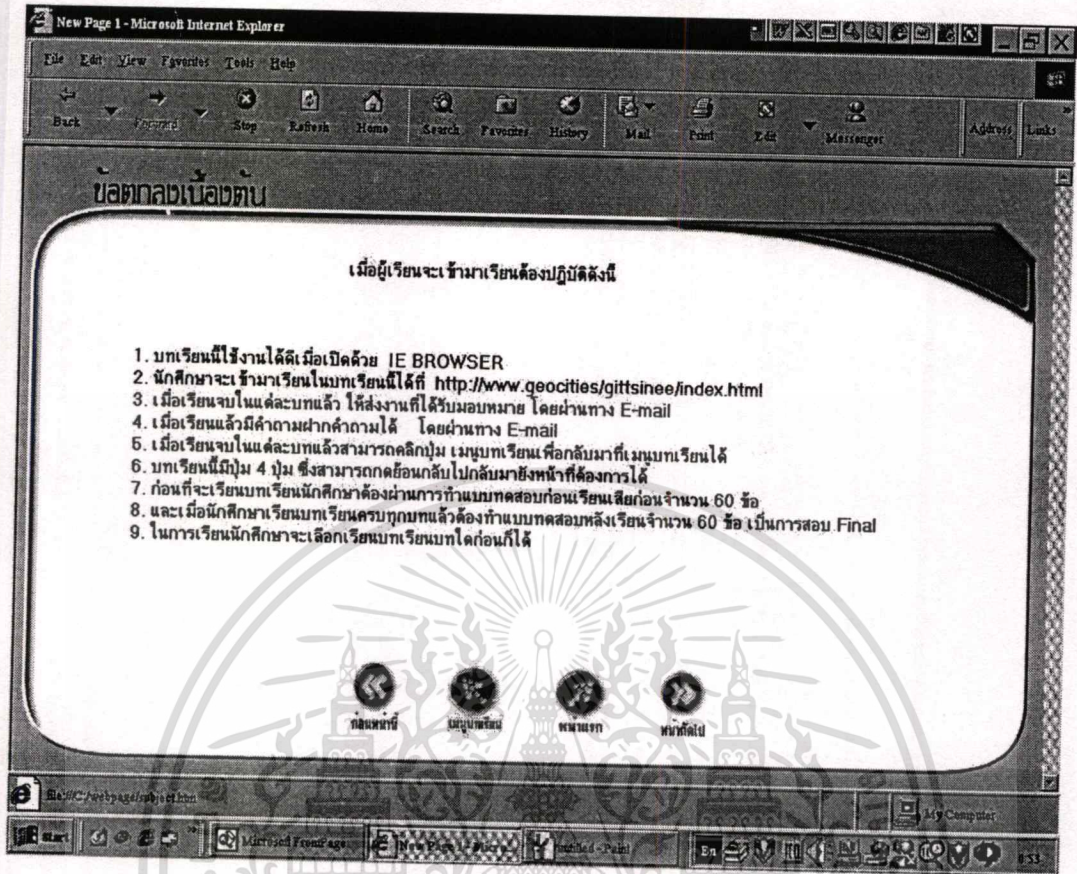 New Page 1 - Microsoft Internet Explorer
File Edit View Favorites Tools Help
Back Forward Stop Refresh Home Search Favorites History Mail Print Edit Messenger Address Links
ข้อตกลงเบื้องต้น
เมื่อผู้เรียนจะเข้ามาเรียนต้องปฏิบัติดังนี้
1. บทเรียนนี้ใช้งานได้ดีเมื่อเปิดด้วย IE BROWSER
2. นักศึกษาจะเข้ามาเรียนในบทเรียนนี้ได้ที่ http://www.geocities/gittsinee/index.html
3. เมื่อเรียนจบในแต่ละบทแล้ว ให้ส่งงานที่ได้รับมอบหมาย โดยผ่านทาง E-mail
4. เมื่อเรียนแล้วมีคำถามฝากคำถามได้ โดยผ่านทาง E-mail
5. เมื่อเรียนจบในแต่ละบทแล้วสามารถคลิกปุ่ม เมนูบทเรียนเพื่อกลับมาที่เมนูบทเรียนได้
6. บทเรียนนี้มีปุ่ม 4 ปุ่ม ซึ่งสามารถกดย้อนกลับไปกลับมายังหน้าที่ต้องการได้
7. ก่อนที่จะเรียนบทเรียนนักศึกษาต้องผ่านการทำแบบทดสอบก่อนเรียนเสียก่อนจำนวน 60 ข้อ
8. และเมื่อนักศึกษาเรียนบทเรียนครบทุกบทแล้วต้องทำแบบทดสอบหลังเรียนจำนวน 60 ข้อ เป็นการสอบ Final
9. ในการเรียนนักศึกษาจะเลือกเรียนบทเรียนบทใดก่อนก็ได้
ก่อนหน้านี้ เมนูบทเรียน หน้าแรก หน้าถัดไป
file://C:/webpage/subject.htm My Computer
Start Microsoft FrontPage New Page 1 - Micros untitled - Paint En 8:53